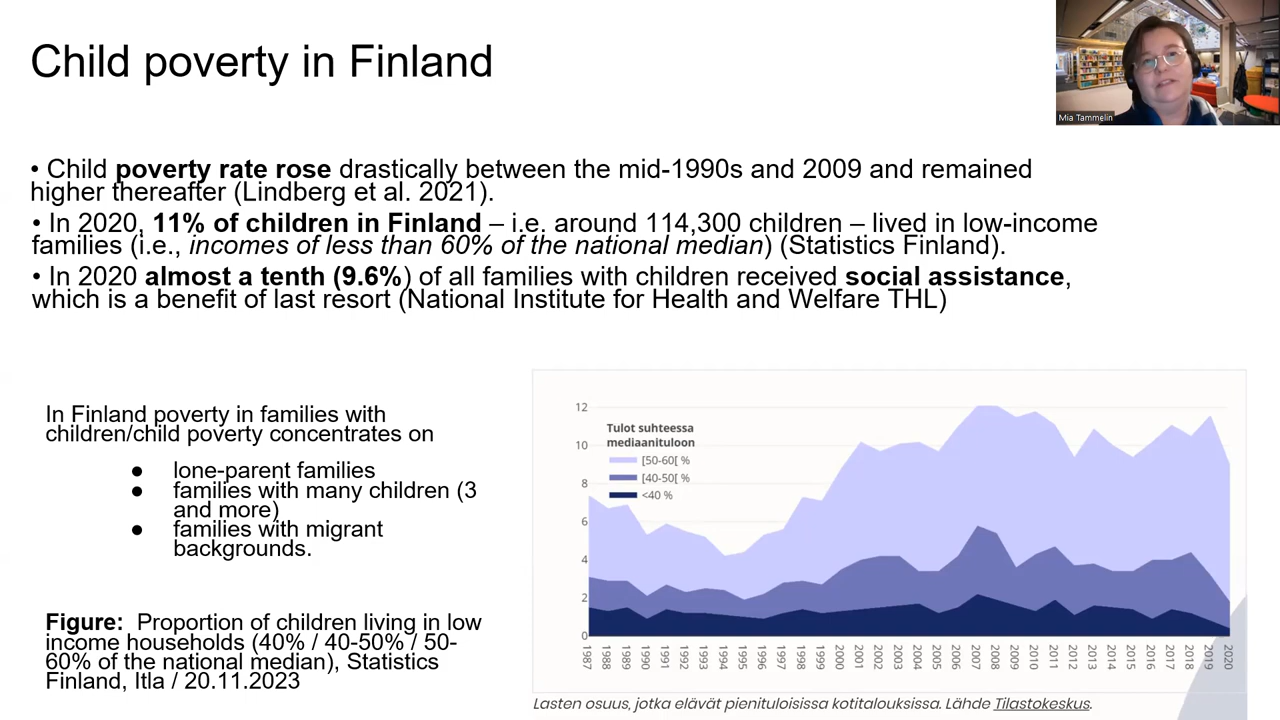 Child poverty in Finland
Mia Tammelin
• Child poverty rate rose drastically between the mid-1990s and 2009 and remained
higher thereafter (Lindberg et al. 2021).
• In 2020, 11% of children in Finland – i.e. around 114,300 children – lived in low-income
families (i.e., incomes of less than 60% of the national median) (Statistics Finland).
• In 2020 almost a tenth (9.6%) of all families with children received social assistance,
which is a benefit of last resort (National Institute for Health and Welfare THL)
In Finland poverty in families with
children/child poverty concentrates on
● lone-parent families
● families with many children (3
and more)
● families with migrant
backgrounds.
Figure: Proportion of children living in low
income households (40% / 40-50% / 50-
60% of the national median), Statistics
Finland, Itla / 20.11.2023
Tulot suhteessa
mediaanituloon
[50-60[ %
[40-50[ %
<40 %
12
10
8
6
4
2
0
1987
1988
1989
1990
1991
1992
1993
1994
1995
1996
1997
1998
1999
2000
2001
2002
2003
2004
2005
2006
2007
2008
2009
2010
2011
2012
2013
2014
2015
2016
2017
2018
2019
2020
Lasten osuus, jotka elävät pienituloisissa kotitalouksissa. Lähde Tilastokeskus.